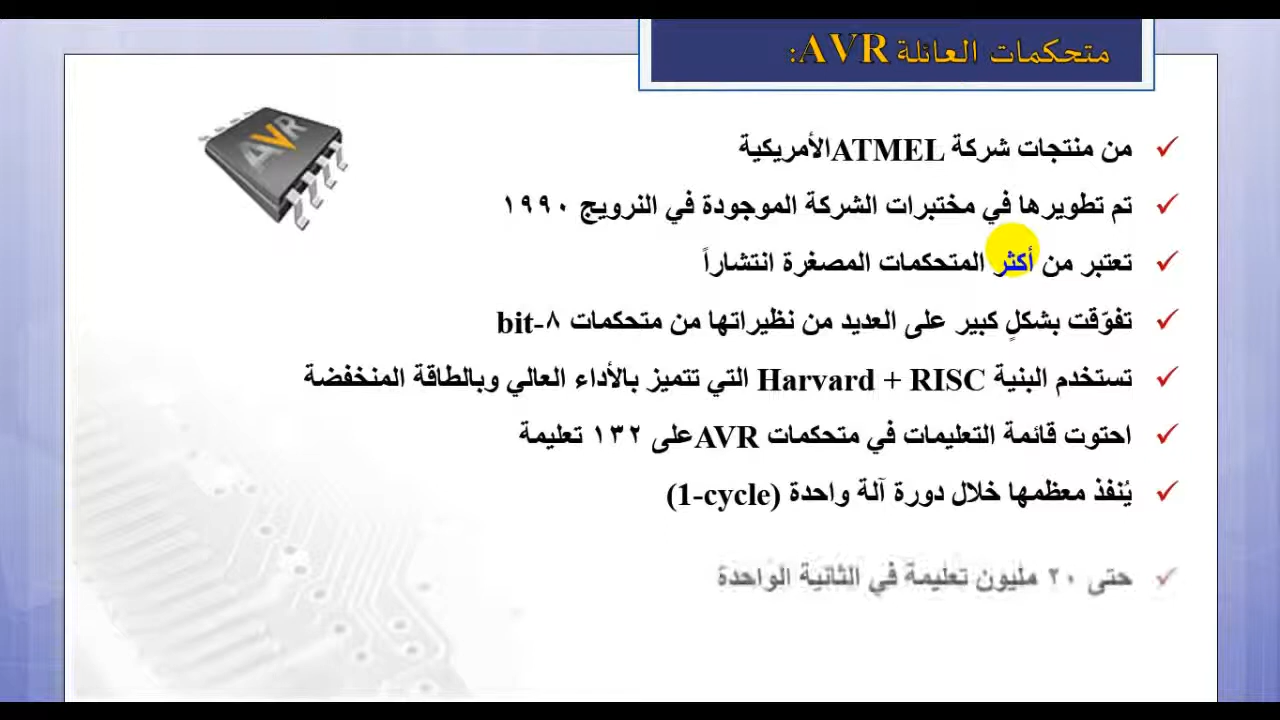 متحكمات العائلة AVR:
AVR
من منتجات شركة ATMEL الأمريكية
تم تطويرها في مختبرات الشركة الموجودة في النرويج ١٩٩٠
تعتبر من أكثر المتحكمات المصغرة انتشاراً
تفوّقت بشكلٍ كبير على العديد من نظيراتها من متحكمات ٨-bit
تستخدم البنية Harvard + RISC التي تتميز بالأداء العالي وبالطاقة المنخفضة
احتوت قائمة التعليمات في متحكمات AVR على ١٣٢ تعليمة
يُنفذ معظمها خلال دورة آلة واحدة (1-cycle)
حتى ٢٠ مليون تعليمة في الثانية الواحدة